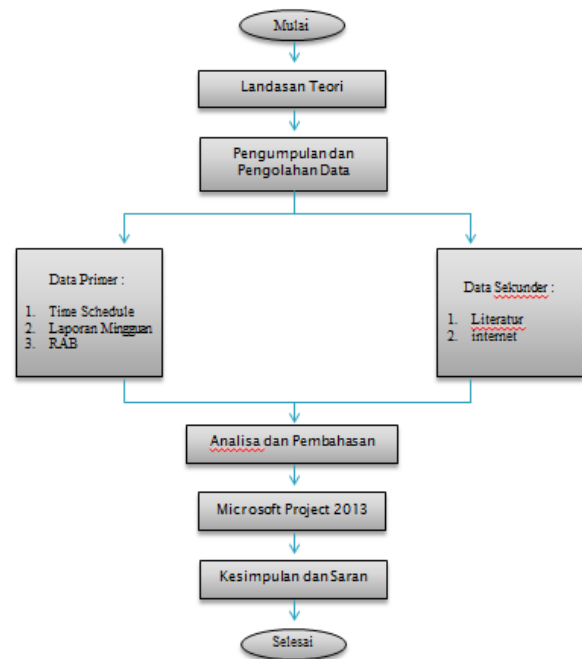 Mulai
Landasan Teori
Pengumpulan dan
Pengolahan Data
Data Primer :
1. Time Schedule
2. Laporan Mingguan
3. RAB
Data Sekunder :
1. Literatur
2. internet
Analisa dan Pembahasan
Microsoft Project 2013
Kesimpulan dan Saran
Selesai